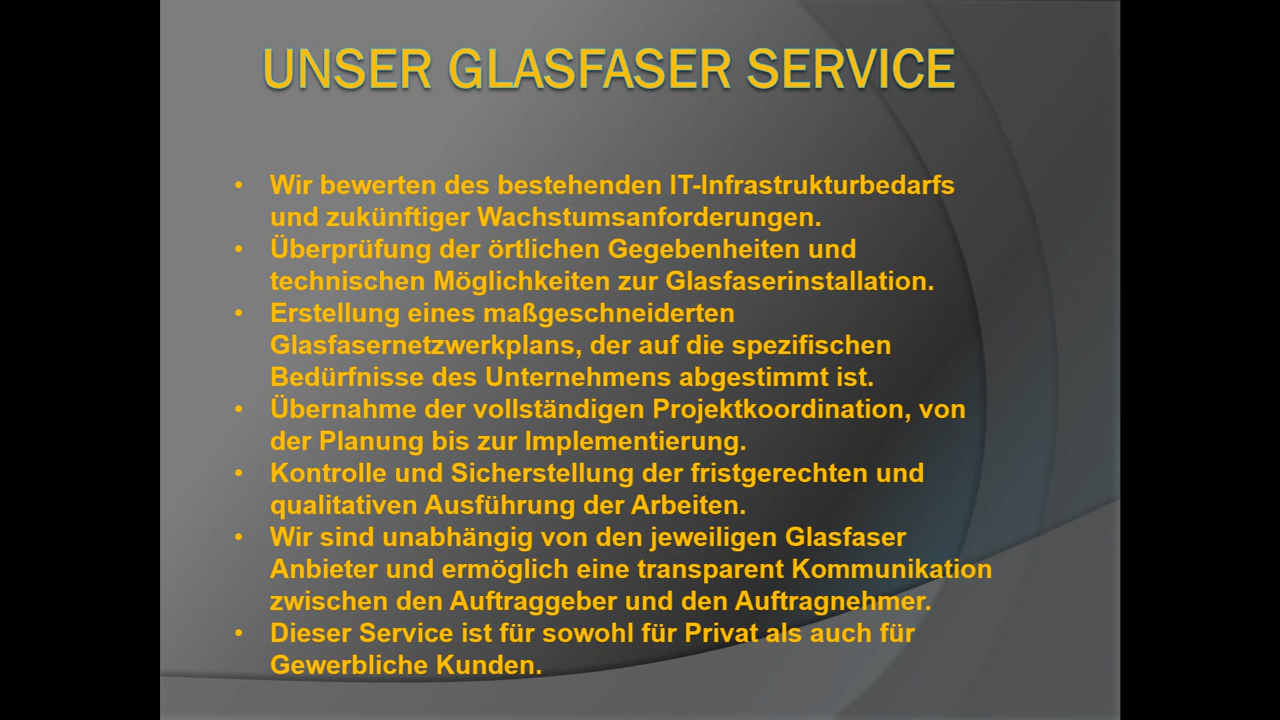 UNSER GLASFASER SERVICE
• Wir bewerten des bestehenden IT-Infrastrukturbedarfs
und zukünftiger Wachstumsanforderungen.
• Überprüfung der örtlichen Gegebenheiten und
technischen Möglichkeiten zur Glasfaserinstallation.
• Erstellung eines maßgeschneiderten
Glasfasernetzwerkplans, der auf die spezifischen
Bedürfnisse des Unternehmens abgestimmt ist.
• Übernahme der vollständigen Projektkoordination, von
der Planung bis zur Implementierung.
• Kontrolle und Sicherstellung der fristgerechten und
qualitativen Ausführung der Arbeiten.
• Wir sind unabhängig von den jeweiligen Glasfaser
Anbieter und ermöglich eine transparent Kommunikation
zwischen den Auftraggeber und den Auftragnehmer.
• Dieser Service ist für sowohl für Privat als auch für
Gewerbliche Kunden.